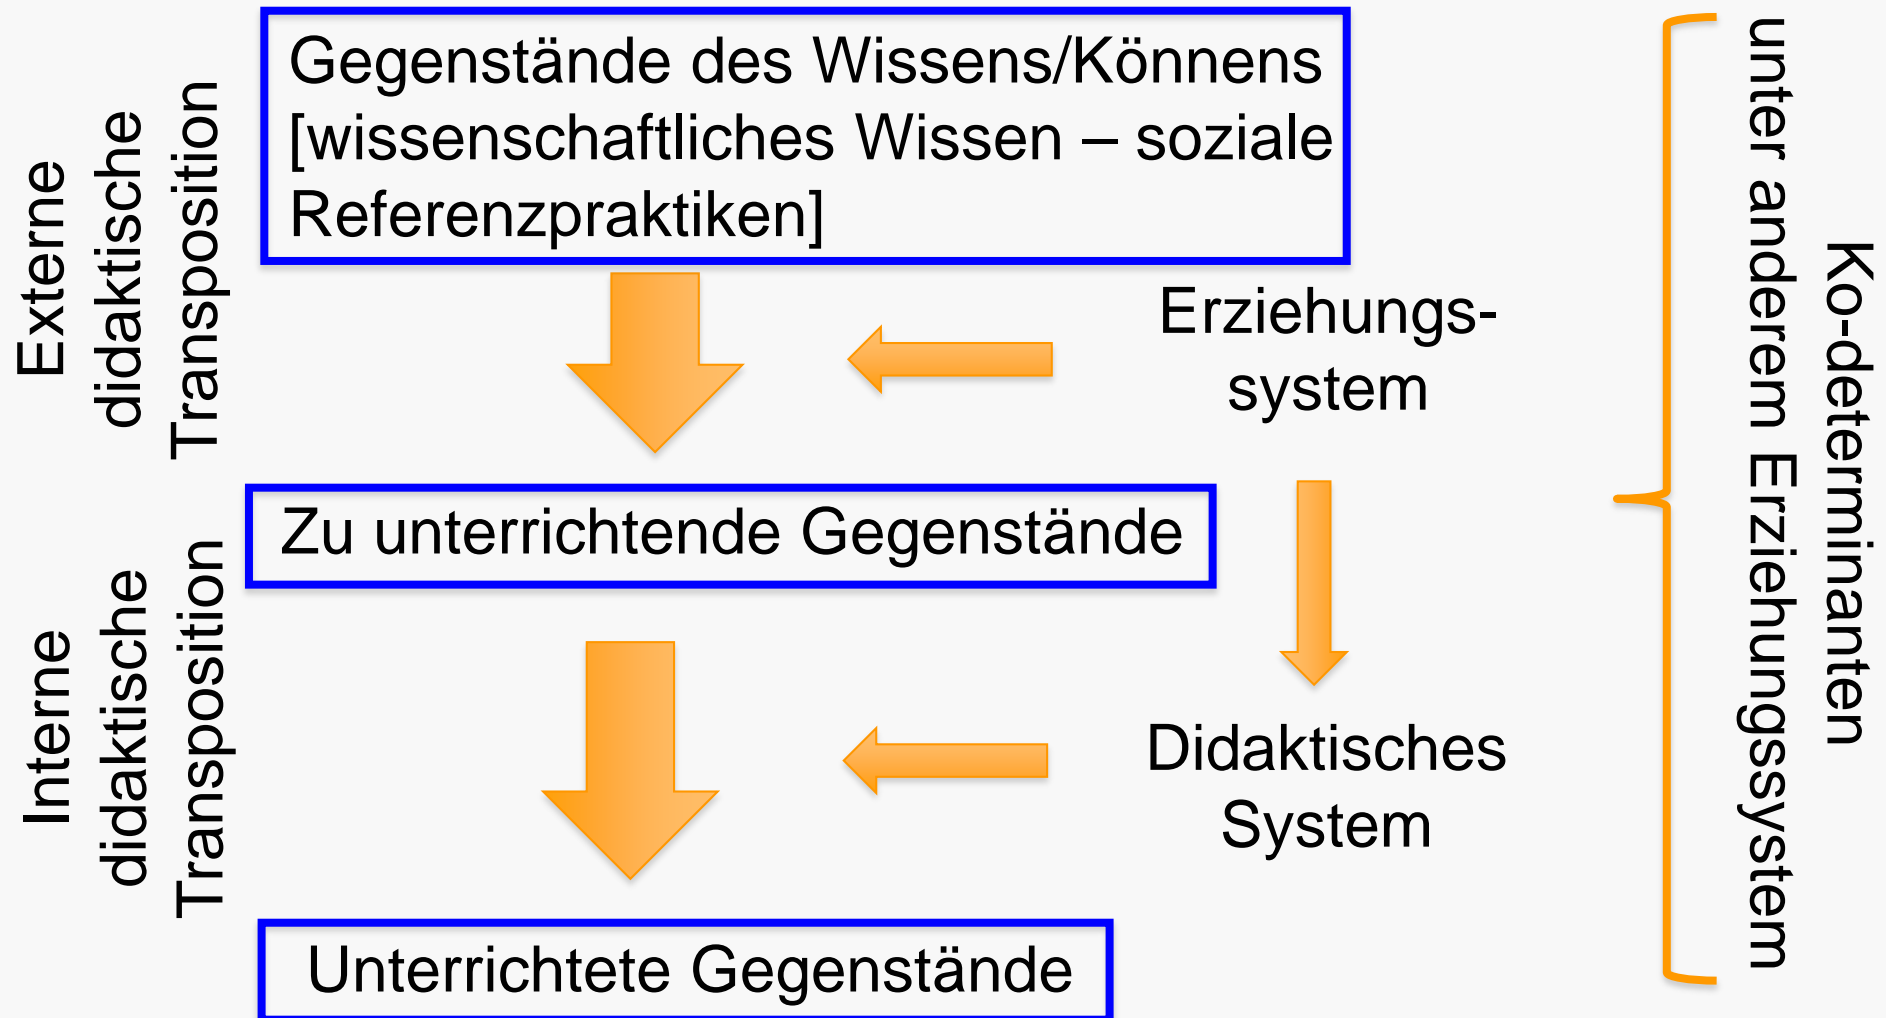 Externe
didaktische
Transposition
Gegenstände des Wissens/Könnens
[wissenschaftliches Wissen – soziale
Referenzpraktiken]
Erziehungs-
system
Zu unterrichtende Gegenstände
Interne
didaktische
Transposition
Didaktisches
System
Unterrichtete Gegenstände
Ko-determinanten
unter anderem Erziehungssystem